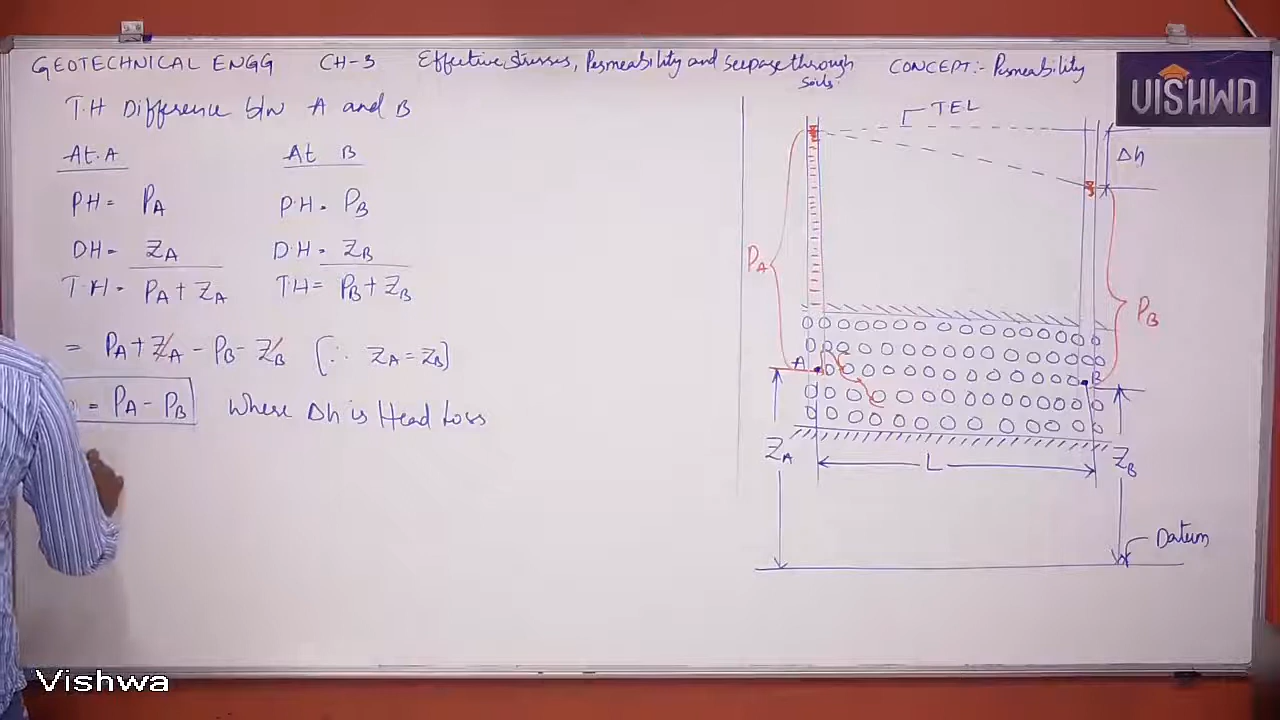 GEOTECHNICAL ENGG CH-3 Effective stresses, Permeability and seepage through soils. CONCEPT:- Permeability
VISHWA
T.H Difference b/w A and B
At A At B
PH = PA P.H = PB
DH = ZA D.H = ZB
T.H = PA + ZA T.H = PB + ZB
= PA + ZA - PB - ZB (∵ ZA = ZB)
= PA - PB Where Δh is Head Loss
TEL
Δh
PA
PB
A
B
ZA
L
ZB
Datum
Vishwa